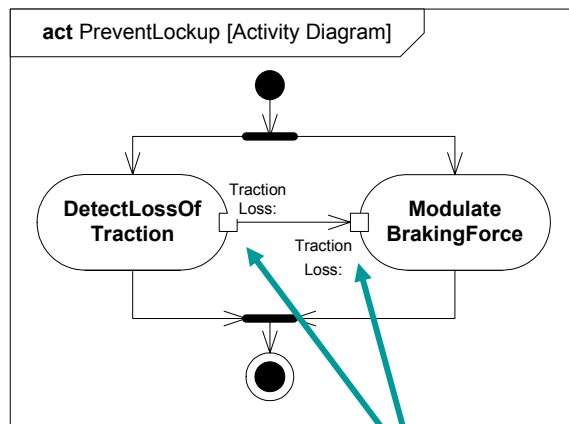 act PreventLockup [Activity Diagram]
Traction
Loss:
DetectLossOf
Traction
Modulate
BrakingForce
Traction
Loss: